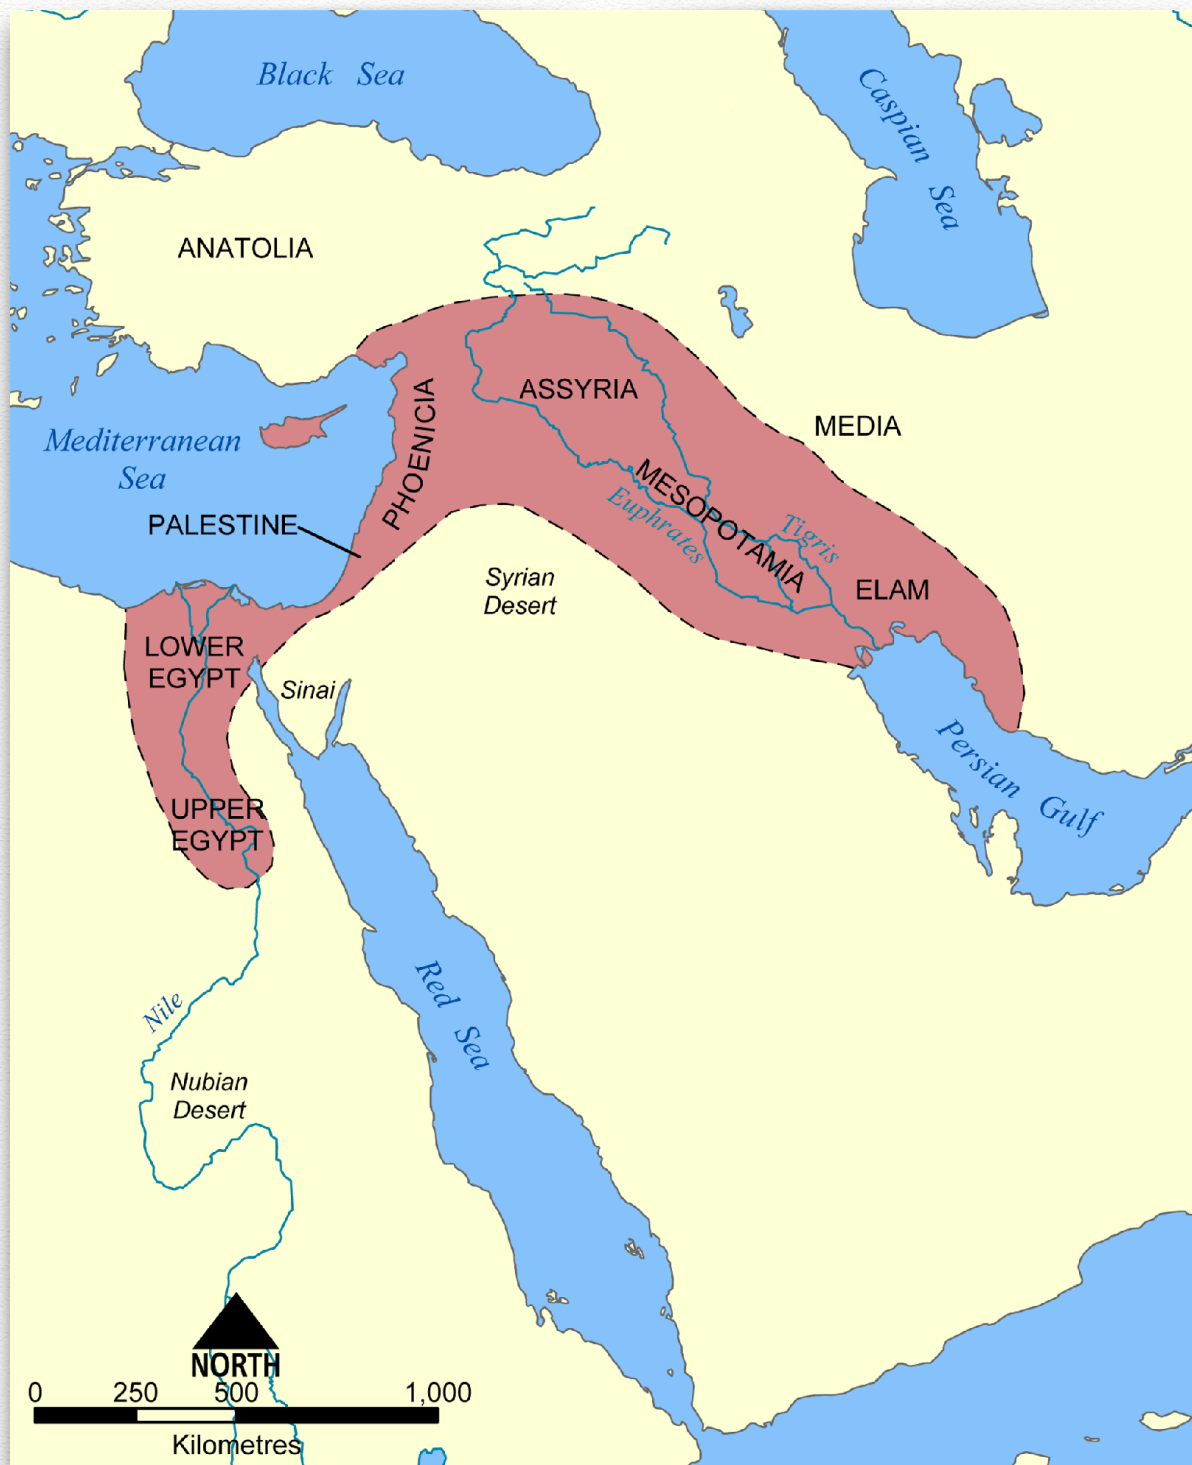 Black Sea
Caspian Sea
ANATOLIA
ASSYRIA
MEDIA
PHOENICIA
Mediterranean
Sea
MESOPOTAMIA
Euphrates
Tigris
PALESTINE
Syrian
Desert
ELAM
LOWER
EGYPT
Sinai
Persian Gulf
UPPER
EGYPT
Red Sea
Nile
Nubian
Desert
NORTH
0 250 500 1,000
Kilometres